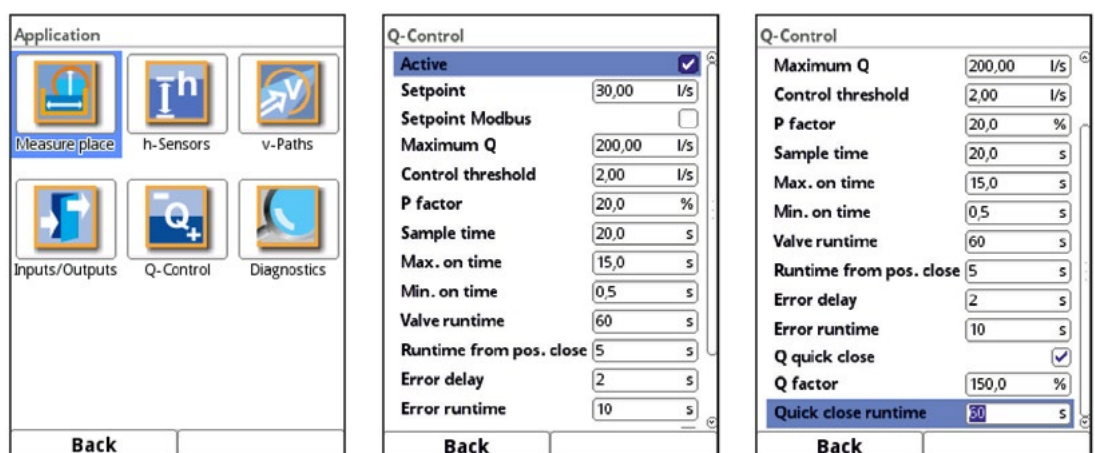 Application
h
v
Measure place h-Sensors v-Paths
Q
Inputs/Outputs Q-Control Diagnostics
Back
Q-Control
Active
Setpoint 30,00 l/s
Setpoint Modbus
Maximum Q 200,00 l/s
Control threshold 2,00 l/s
P factor 20,0 %
Sample time 20,0 s
Max. on time 15,0 s
Min. on time 0,5 s
Valve runtime 60 s
Runtime from pos. close 5 s
Error delay 2 s
Error runtime 10 s
Back
Q-Control
Maximum Q 200,00 l/s
Control threshold 2,00 l/s
P factor 20,0 %
Sample time 20,0 s
Max. on time 15,0 s
Min. on time 0,5 s
Valve runtime 60 s
Runtime from pos. close 5 s
Error delay 2 s
Error runtime 10 s
Q quick close
Q factor 150,0 %
Quick close runtime 60 s
Back